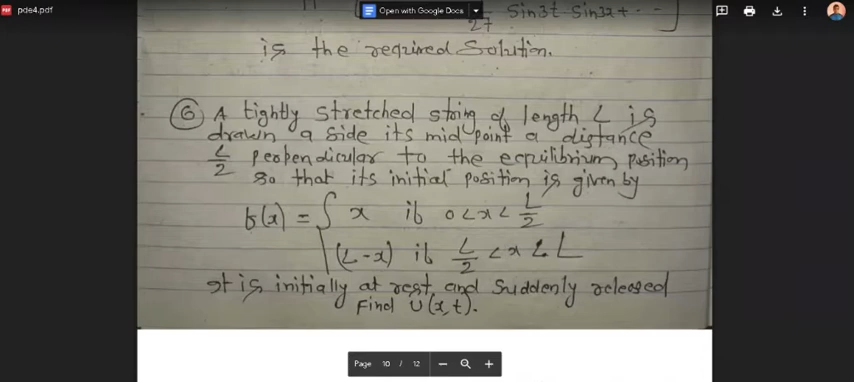 pde4.pdf
Open with Google Docs
Sin3t. Sin3x + . . -
27
is the required Solution.
⑥ A tightly stretched string of length L is
drawn a side its mid point a distance
L/2 perpendicular to the equilibrium position
so that its initial position is given by
f(x) = { x if 0 < x < L/2
(L-x) if L/2 < x < L
It is initially at rest and suddenly released
Find U(x,t).
Page 10 / 12